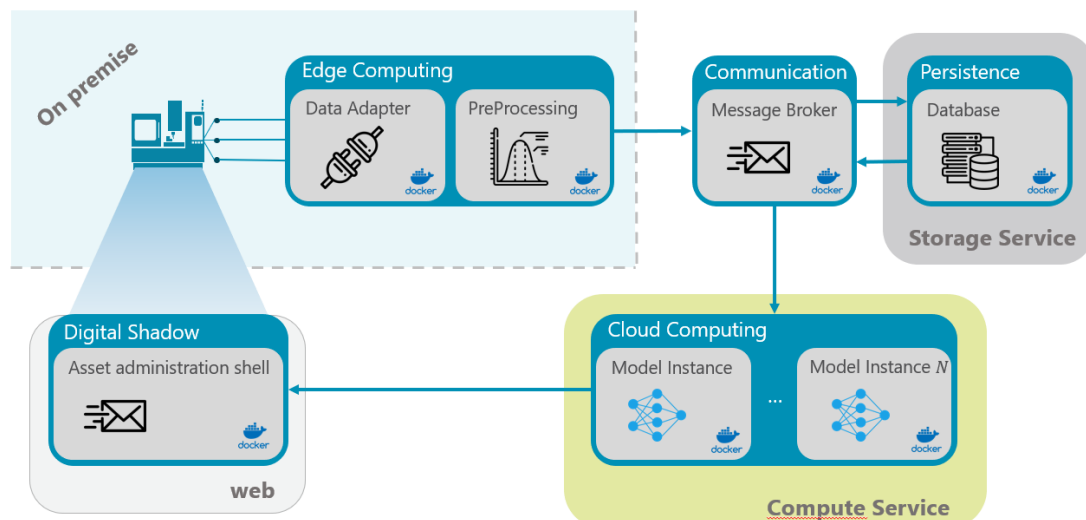 On premise
Edge Computing
Data Adapter
docker
PreProcessing
docker
Communication
Message Broker
docker
Persistence
Database
docker
Storage Service
Digital Shadow
Asset administration shell
docker
web
Cloud Computing
Model Instance
docker
...
Model Instance N
docker
Compute Service